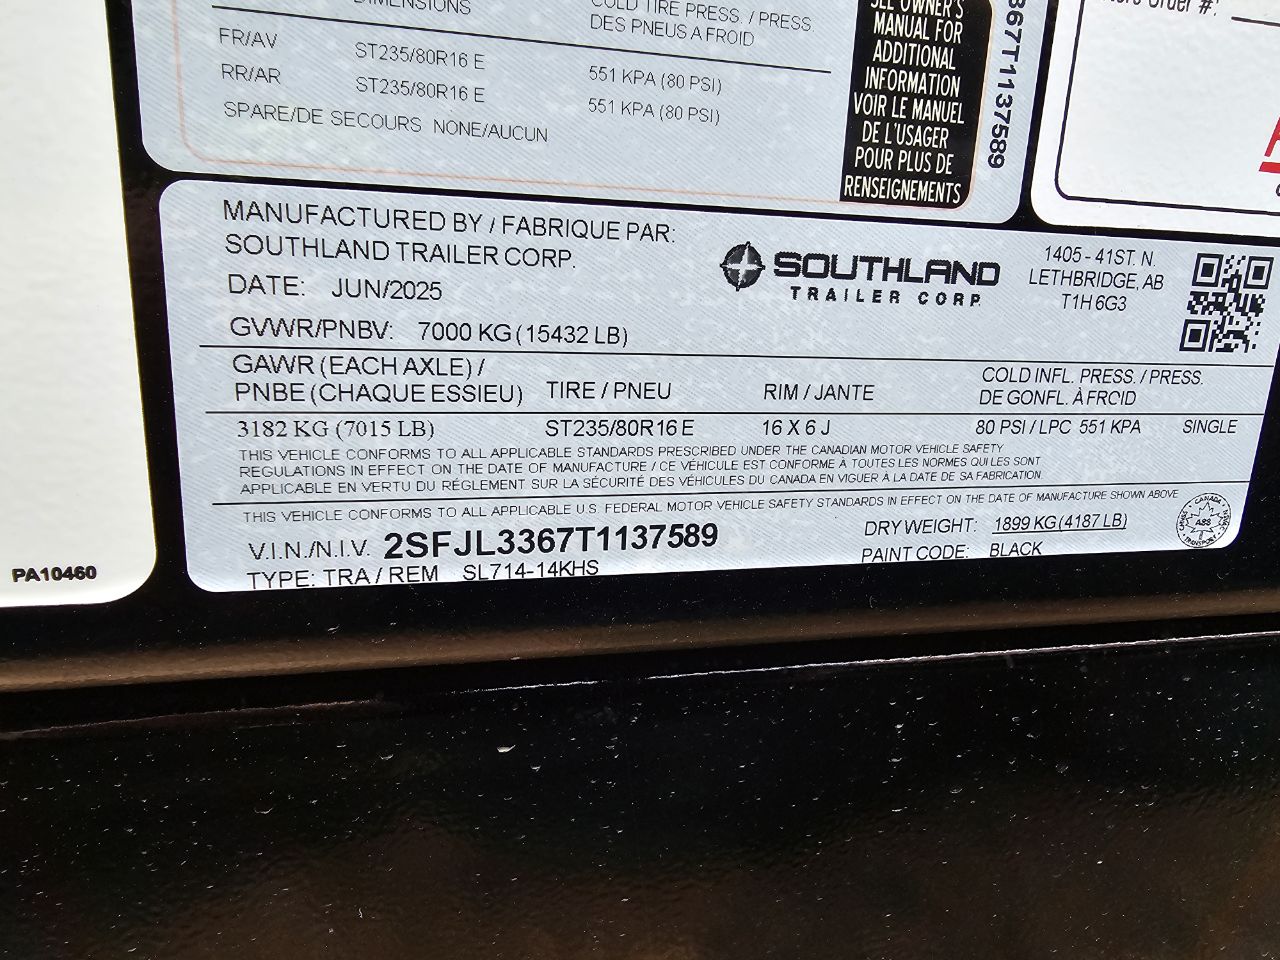 DIMENSIONS
COLD TIRE PRESS. / PRESS.
DES PNEUS A FROID
FR/AV ST235/80R16 E 551 KPA (80 PSI)
RR/AR ST235/80R16 E 551 KPA (80 PSI)
SPARE/DE SECOURS NONE/AUCUN
SEE OWNER'S
MANUAL FOR
ADDITIONAL
INFORMATION
VOIR LE MANUEL
DE L'USAGER
POUR PLUS DE
RENSEIGNEMENTS
367T1137589
Order #:
MANUFACTURED BY / FABRIQUE PAR:
SOUTHLAND TRAILER CORP.
DATE: JUN/2025
GVWR/PNBV: 7000 KG (15432 LB)
SOUTHLAND
TRAILER CORP.
1405 - 41ST. N.
LETHBRIDGE, AB
T1H 6G3
GAWR (EACH AXLE) /
PNBE (CHAQUE ESSIEU) TIRE / PNEU RIM / JANTE
COLD INFL. PRESS. / PRESS.
DE GONFL. À FROID
3182 KG (7015 LB) ST235/80R16 E 16 X 6 J 80 PSI / LPC 551 KPA SINGLE
THIS VEHICLE CONFORMS TO ALL APPLICABLE STANDARDS PRESCRIBED UNDER THE CANADIAN MOTOR VEHICLE SAFETY
REGULATIONS IN EFFECT ON THE DATE OF MANUFACTURE / CE VÉHICULE EST CONFORME À TOUTES LES NORMES QUI LES SONT
APPLICABLE EN VERTU DU RÉGLEMENT SUR LA SÉCURITÉ DES VÉHICULES DU CANADA EN VIGUER À LA DATE DE SA FABRICATION.
THIS VEHICLE CONFORMS TO ALL APPLICABLE U.S. FEDERAL MOTOR VEHICLE SAFETY STANDARDS IN EFFECT ON THE DATE OF MANUFACTURE SHOWN ABOVE
V.I.N./N.I.V. 2SFJL3367T1137589
DRY WEIGHT: 1899 KG (4187 LB)
TYPE: TRA / REM SL714-14KHS
PAINT CODE: BLACK
CANADA
TRANSPORT
PA10460